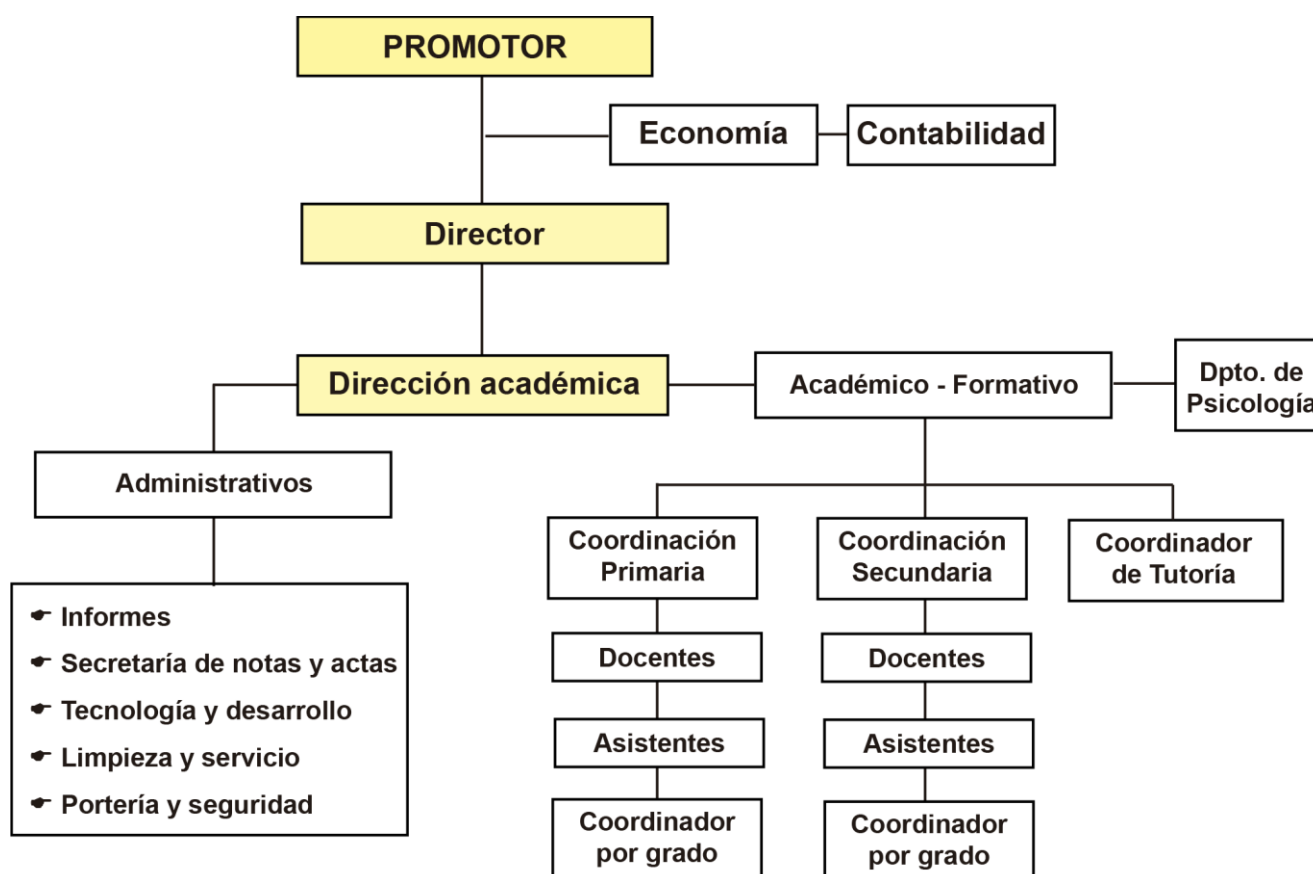 PROMOTOR
Economía
Contabilidad
Director
Dirección académica
Académico - Formativo
Dpto. de
Psicología
Administrativos
Informes
Secretaría de notas y actas
Tecnología y desarrollo
Limpieza y servicio
Portería y seguridad
Coordinación
Primaria
Docentes
Asistentes
Coordinador
por grado
Coordinación
Secundaria
Docentes
Asistentes
Coordinador
por grado
Coordinador
de Tutoría